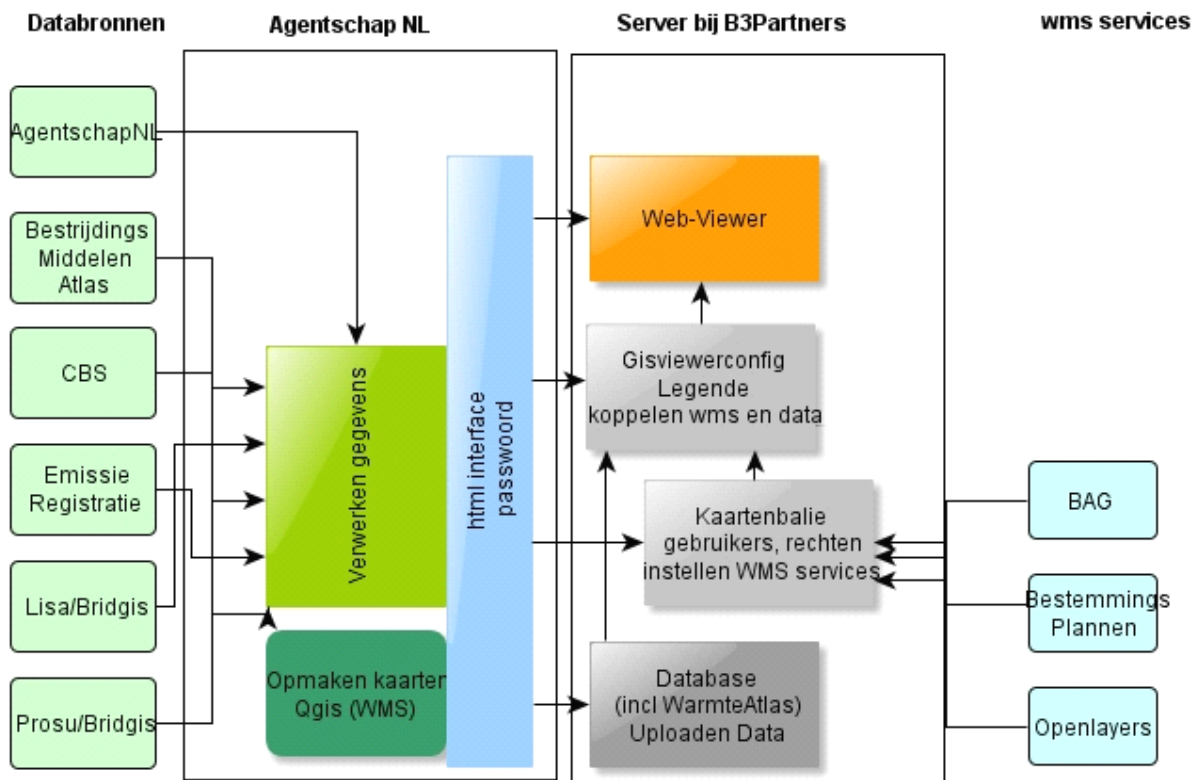 Databronnen
Agentschap NL
Server bij B3Partners
wms services
AgentschapNL
Bestrijdings
Middelen
Atlas
CBS
Emissie
Registratie
Lisa/Bridgis
Prosu/Bridgis
Verwerken gegevens
Opmaken kaarten
Qgis (WMS)
html interface
passwoord
Web-Viewer
Gisviewerconfig
Legende
koppelen wms en data
Kaartenbalie
gebruikers, rechten
instellen WMS services
Database
(incl WarmteAtlas)
Uploaden Data
BAG
Bestemmings
Plannen
Openlayers